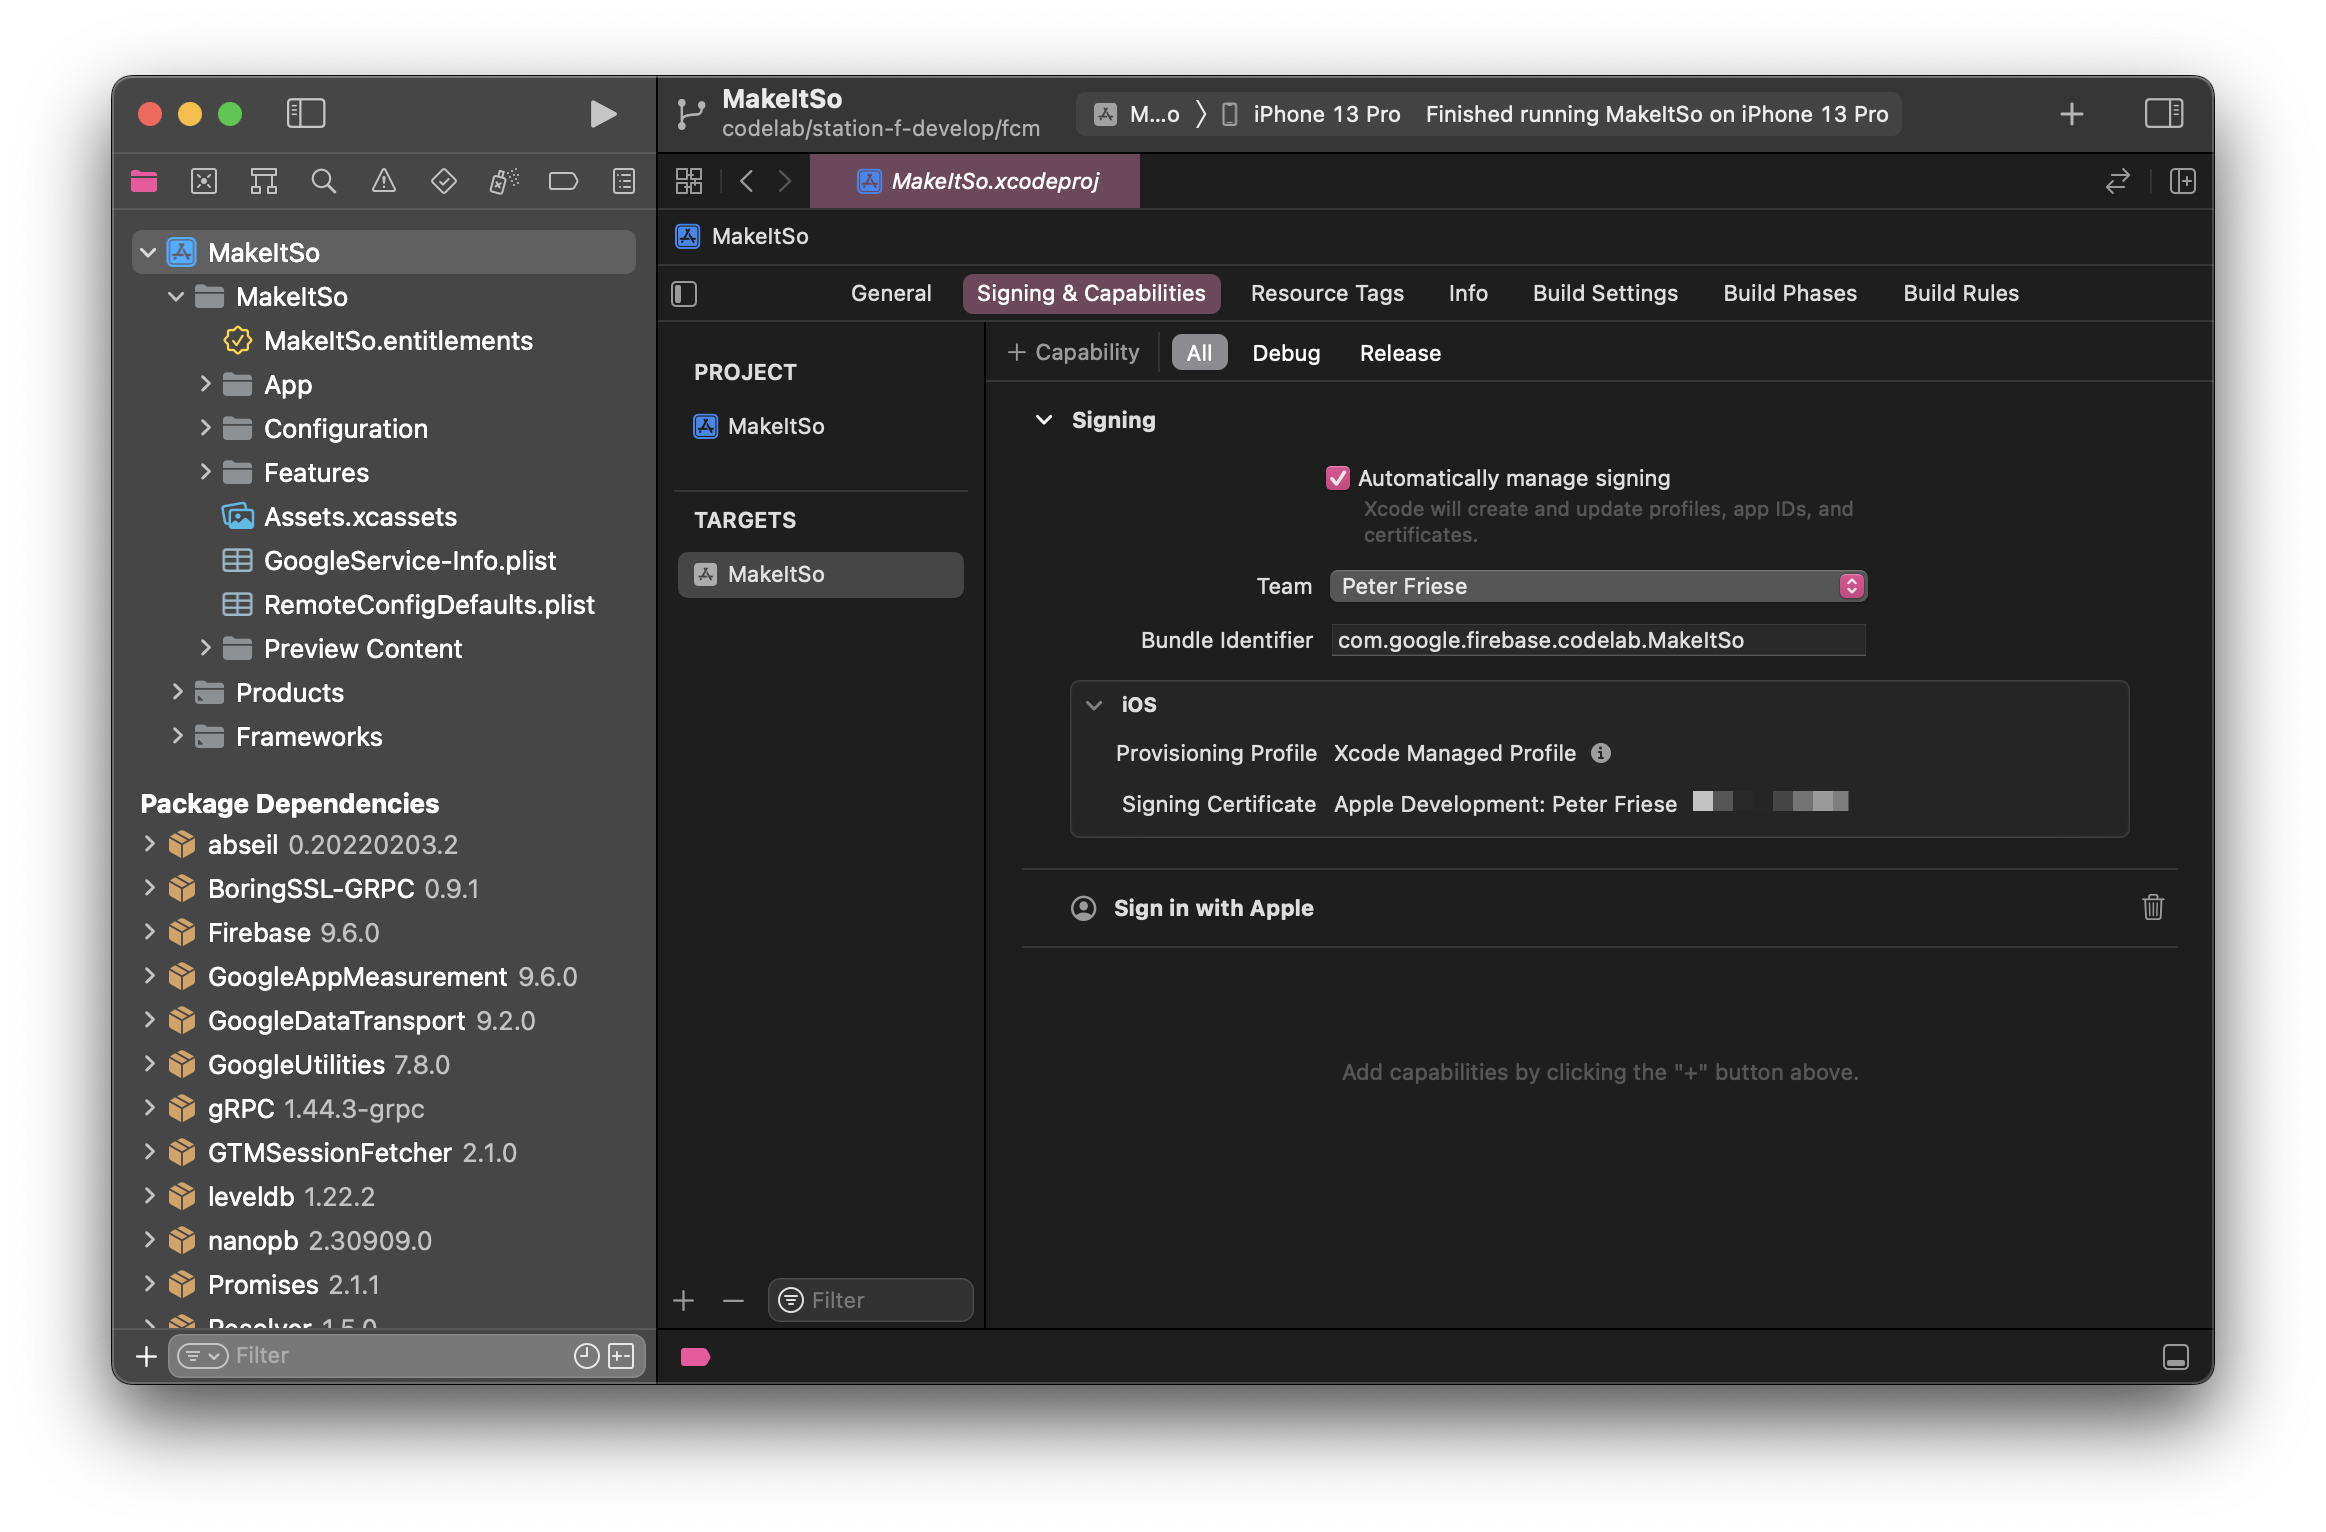 MakeItSo
codelab/station-f-develop/fcm
M...o
iPhone 13 Pro
Finished running MakeItSo on iPhone 13 Pro
MakeItSo.xcodeproj
MakeItSo
MakeItSo
MakeItSo.entitlements
App
Configuration
Features
Assets.xcassets
GoogleService-Info.plist
RemoteConfigDefaults.plist
Preview Content
Products
Frameworks
Package Dependencies
abseil 0.20220203.2
BoringSSL-GRPC 0.9.1
Firebase 9.6.0
GoogleAppMeasurement 9.6.0
GoogleDataTransport 9.2.0
GoogleUtilities 7.8.0
gRPC 1.44.3-grpc
GTMSessionFetcher 2.1.0
leveldb 1.22.2
nanopb 2.30909.0
Promises 2.1.1
Resolver 1.5.0
Filter
MakeItSo
General
Signing & Capabilities
Resource Tags
Info
Build Settings
Build Phases
Build Rules
PROJECT
MakeItSo
TARGETS
MakeItSo
Filter
+ Capability
All
Debug
Release
Signing
Automatically manage signing
Xcode will create and update profiles, app IDs, and
certificates.
Team Peter Friese
Bundle Identifier com.google.firebase.codelab.MakeItSo
iOS
Provisioning Profile Xcode Managed Profile
Signing Certificate Apple Development: Peter Friese
Sign in with Apple
Add capabilities by clicking the "+" button above.